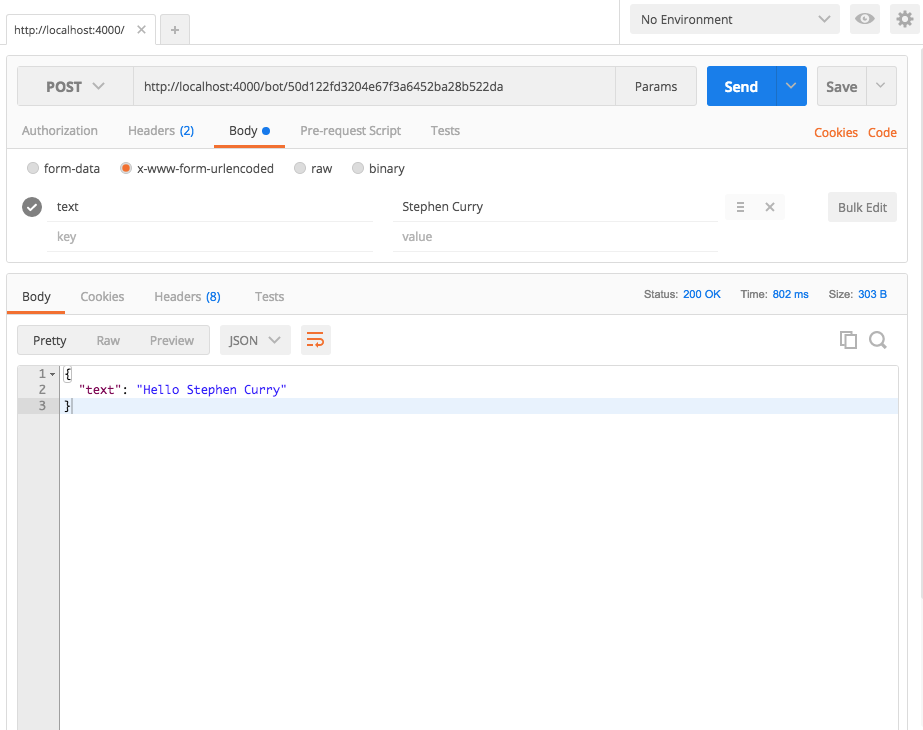 http://localhost:4000/
No Environment
POST http://localhost:4000/bot/50d122fd3204e67f3a6452ba28b522da Params Send Save
Authorization Headers (2) Body Pre-request Script Tests Cookies Code
form-data x-www-form-urlencoded raw binary
text Stephen Curry Bulk Edit
key value
Body Cookies Headers (8) Tests Status: 200 OK Time: 802 ms Size: 303 B
Pretty Raw Preview JSON
1 {
2 "text": "Hello Stephen Curry"
3 }